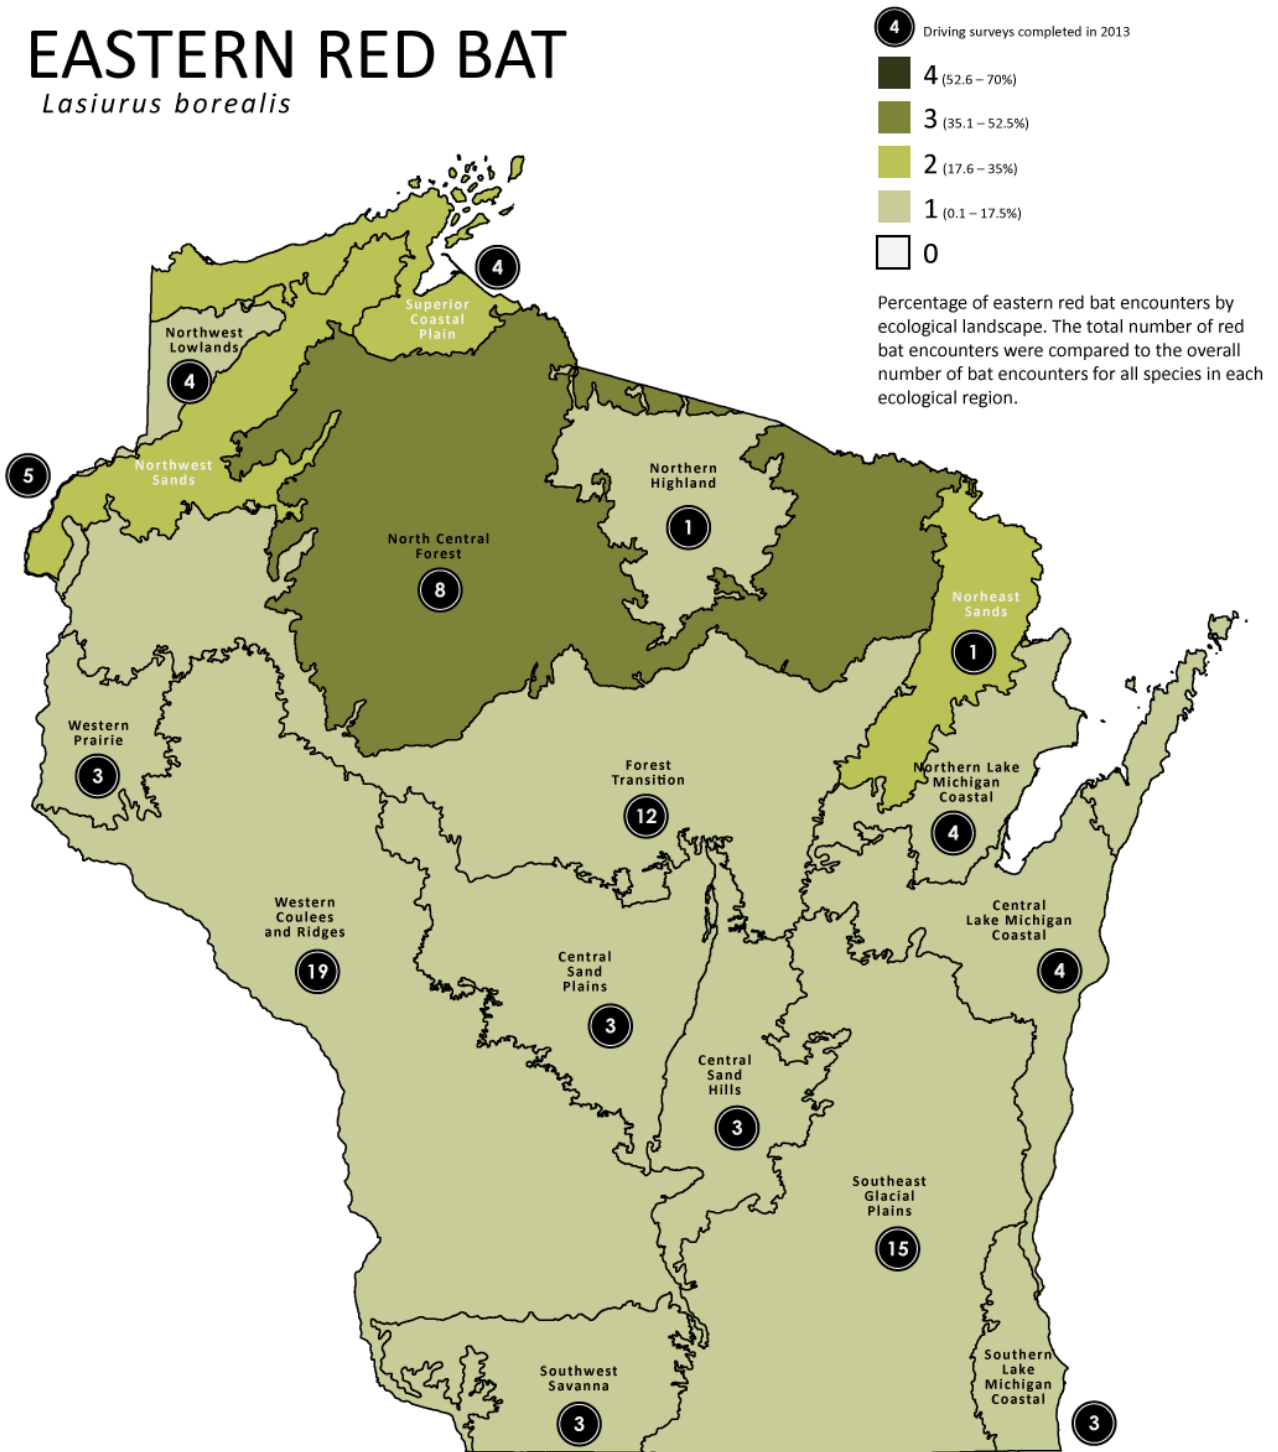 EASTERN RED BAT
Lasiurus borealis
4 Driving surveys completed in 2013
4 (52.6 – 70%)
3 (35.1 – 52.5%)
2 (17.6 – 35%)
1 (0.1 – 17.5%)
0
Percentage of eastern red bat encounters by
ecological landscape. The total number of red
bat encounters were compared to the overall
number of bat encounters for all species in each
ecological region.
4
Superior
Coastal
Plain
Northwest
Lowlands
4
5
Northwest
Sands
Northern
Highland
1
North Central
Forest
8
Norheast
Sands
1
Western
Prairie
3
Forest
Transition
12
Northern Lake
Michigan
Coastal
4
Western
Coulees
and Ridges
19
Central
Lake Michigan
Coastal
4
Central
Sand
Plains
3
Central
Sand
Hills
3
Southeast
Glacial
Plains
15
Southwest
Savanna
3
Southern
Lake
Michigan
Coastal
3